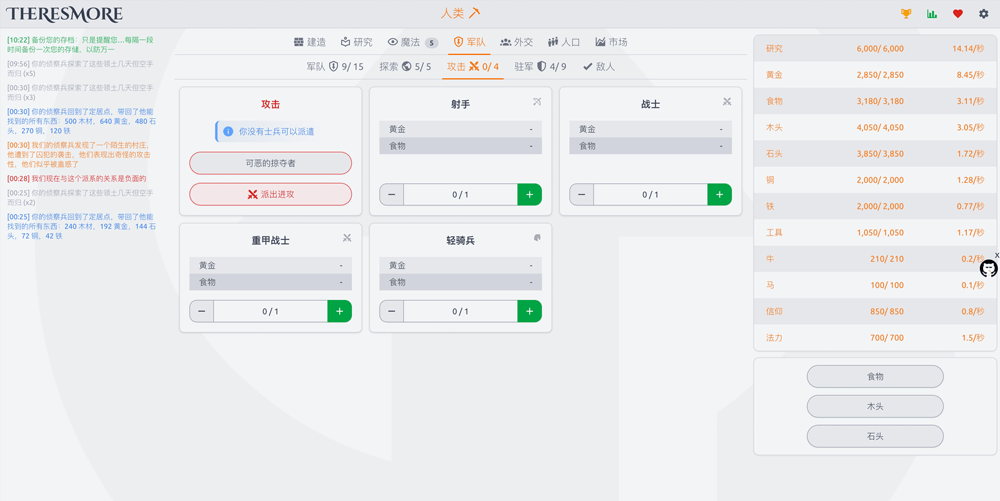 THERESMORE
人类
建造 研究 魔法 5 军队 外交 人口 市场
军队 9/ 15 探索 5/ 5 攻击 0/ 4 驻军 4/ 9 敌人
[10:22] 备份您的存档：只是提醒您...每隔一段
时间备份一次您的存储，以防万一
[09:56] 你的侦察兵探索了这些领土几天但空手
而归 (x5)
[00:30] 你的侦察兵探索了这些领土几天但空手
而归 (x3)
[00:30] 你的侦察兵回到了定居点，带回了他能
找到的所有东西：500 木材，640 黄金，480 石
头，270 铜，120 铁
[00:30] 我们的侦察兵发现了一个陌生的村庄，
他遭到了囚犯的袭击，他们表现出奇怪的攻击
性，他们似乎被蛊惑了
[00:28] 我们现在与这个派系的关系是负面的
[00:25] 你的侦察兵探索了这些领土几天但空手
而归 (x2)
[00:25] 你的侦察兵回到了定居点，带回了他能
找到的所有东西：240 木材，192 黄金，144 石
头，72 铜，42 铁
攻击
你没有士兵可以派遣
可恶的掠夺者
派出进攻
射手
黄金 -
食物 -
− 0 / 1 +
战士
黄金 -
食物 -
− 0 / 1 +
重甲战士
黄金 -
食物 -
− 0 / 1 +
轻骑兵
黄金 -
食物 -
− 0 / 1 +
研究 6,000/ 6,000 14.14/秒
黄金 2,850/ 2,850 8.45/秒
食物 3,180/ 3,180 3.11/秒
木头 4,050/ 4,050 3.05/秒
石头 3,850/ 3,850 1.72/秒
铜 2,000/ 2,000 1.28/秒
铁 2,000/ 2,000 0.77/秒
工具 1,050/ 1,050 1.17/秒
牛 210/ 210 0.2/秒
X
马 100/ 100 0.1/秒
信仰 850/ 850 0.8/秒
法力 700/ 700 1.5/秒
食物
木头
石头